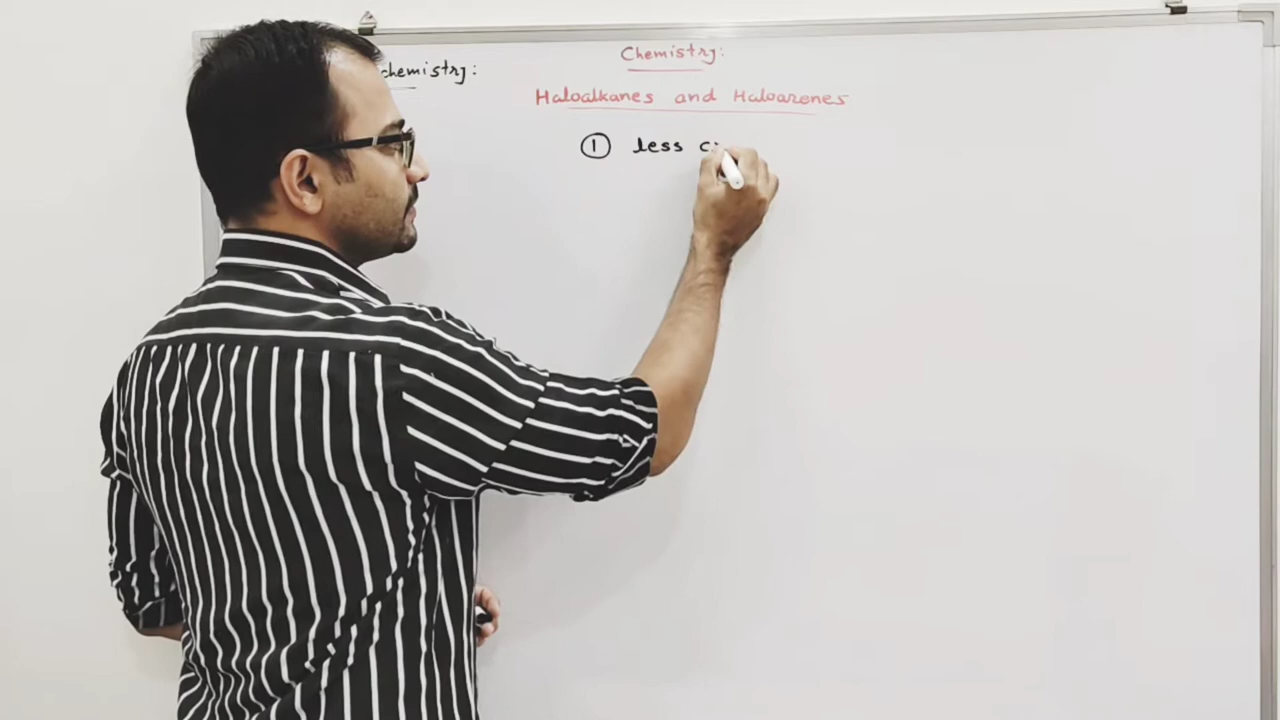 Chemistry:
chemistry:
Haloalkanes and Haloarenes
① less